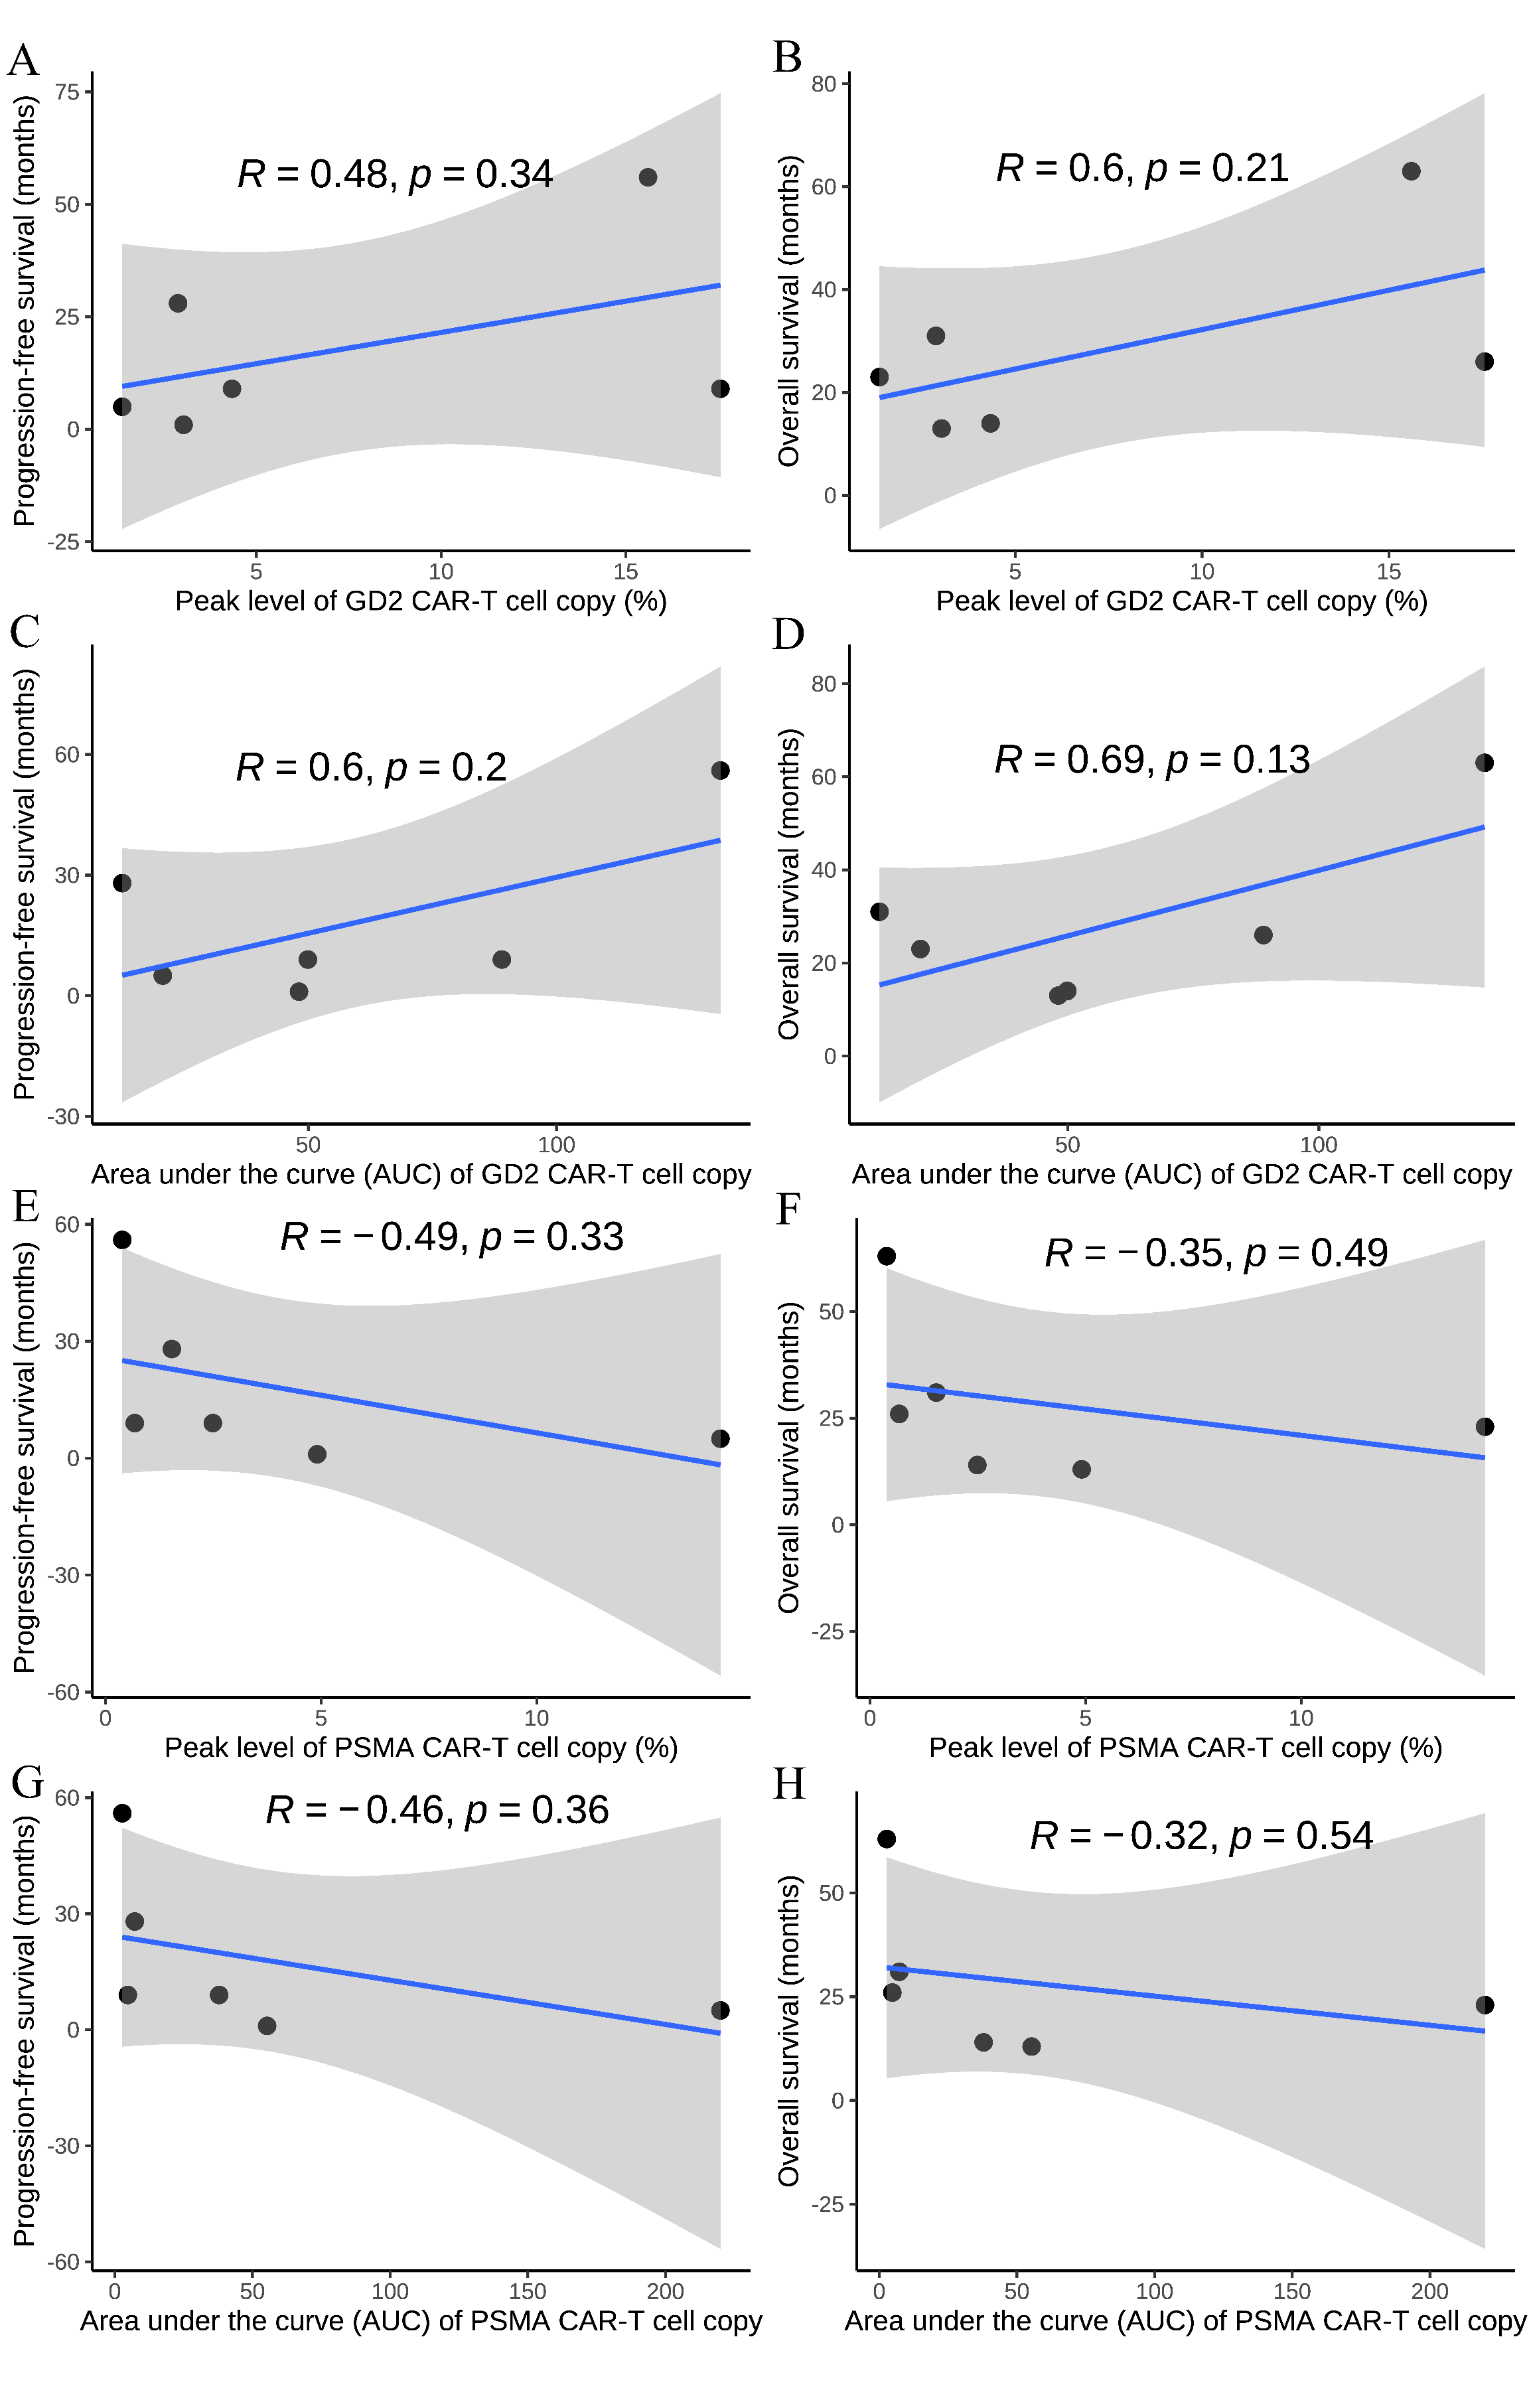 A
Progression-free survival (months)
75
50
25
0
-25
R = 0.48, p = 0.34
5 10 15
Peak level of GD2 CAR-T cell copy (%)
B
Overall survival (months)
80
60
40
20
0
R = 0.6, p = 0.21
5 10 15
Peak level of GD2 CAR-T cell copy (%)
C
Progression-free survival (months)
60
30
0
-30
R = 0.6, p = 0.2
50 100
Area under the curve (AUC) of GD2 CAR-T cell copy
D
Overall survival (months)
80
60
40
20
0
R = 0.69, p = 0.13
50 100
Area under the curve (AUC) of GD2 CAR-T cell copy
E
Progression-free survival (months)
60
30
0
-30
-60
R = −0.49, p = 0.33
0 5 10
Peak level of PSMA CAR-T cell copy (%)
F
Overall survival (months)
50
25
0
-25
R = −0.35, p = 0.49
0 5 10
Peak level of PSMA CAR-T cell copy (%)
G
Progression-free survival (months)
60
30
0
-30
-60
R = −0.46, p = 0.36
0 50 100 150 200
Area under the curve (AUC) of PSMA CAR-T cell copy
H
Overall survival (months)
50
25
0
-25
R = −0.32, p = 0.54
0 50 100 150 200
Area under the curve (AUC) of PSMA CAR-T cell copy